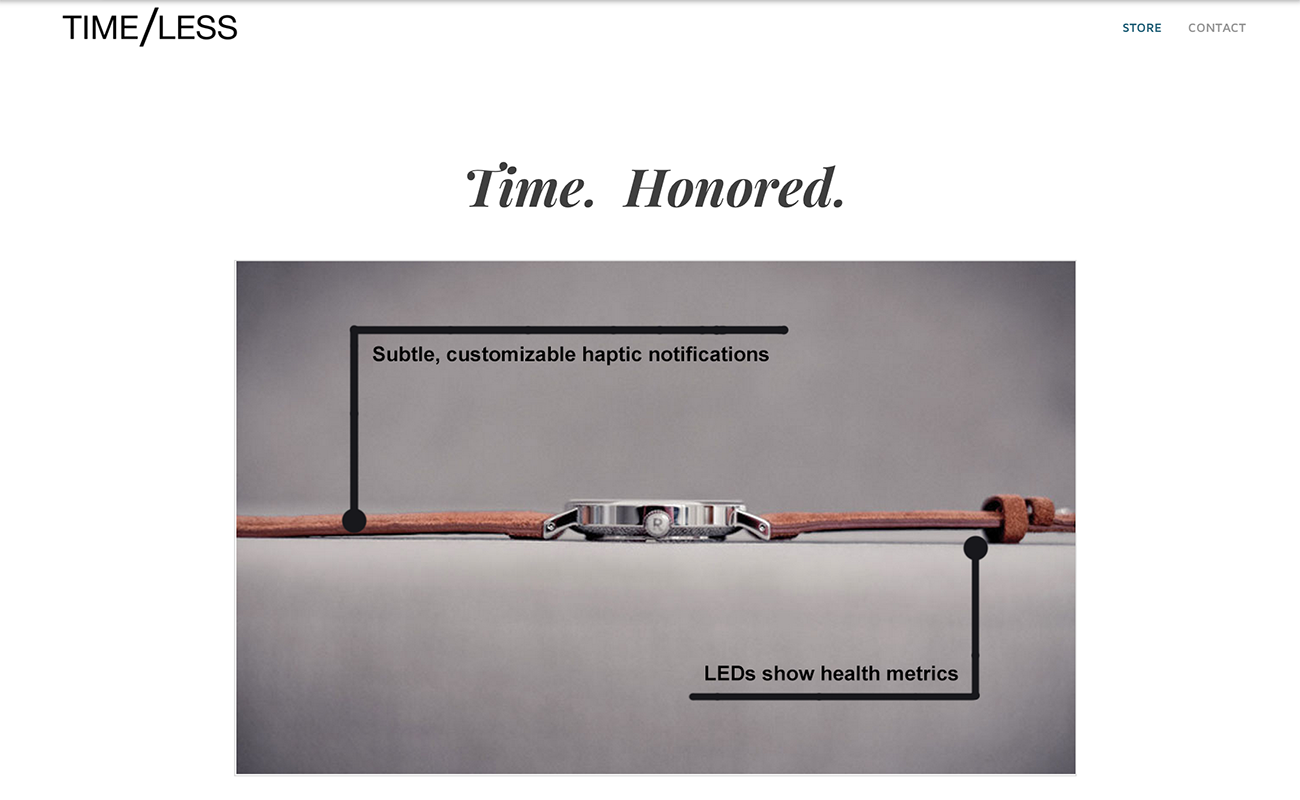 TIME/LESS
STORE
CONTACT
Time. Honored.
Subtle, customizable haptic notifications
R
LEDs show health metrics